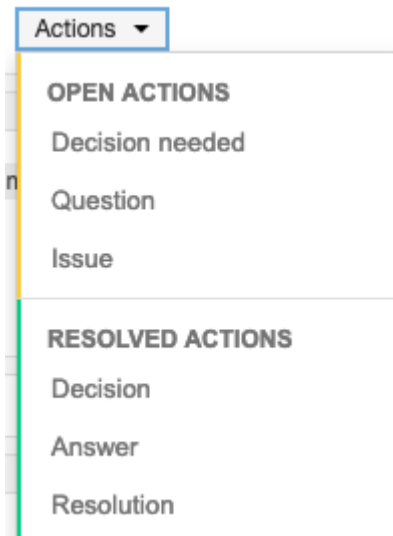 Actions
OPEN ACTIONS
Decision needed
Question
Issue
RESOLVED ACTIONS
Decision
Answer
Resolution